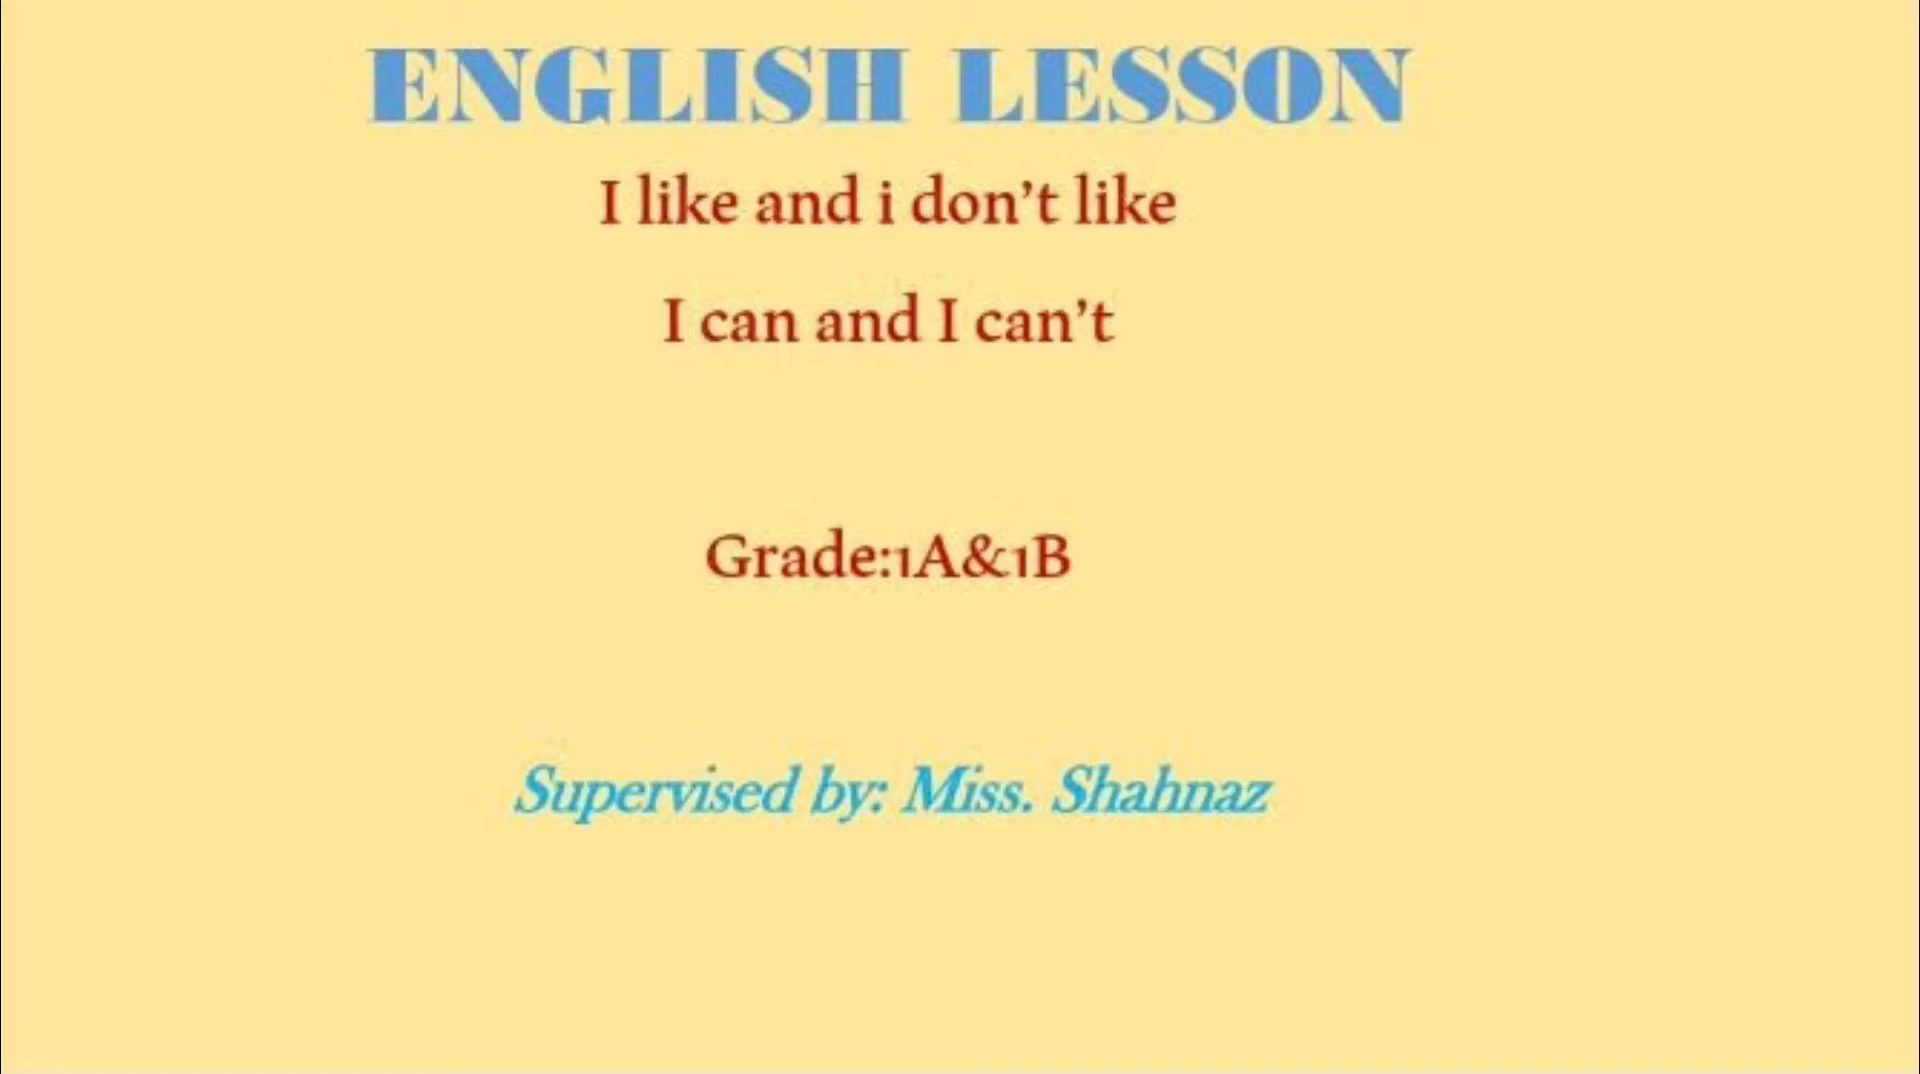 ENGLISH LESSON
I like and i don’t like
I can and I can’t
Grade:1A&1B
Supervised by: Miss. Shahnaz